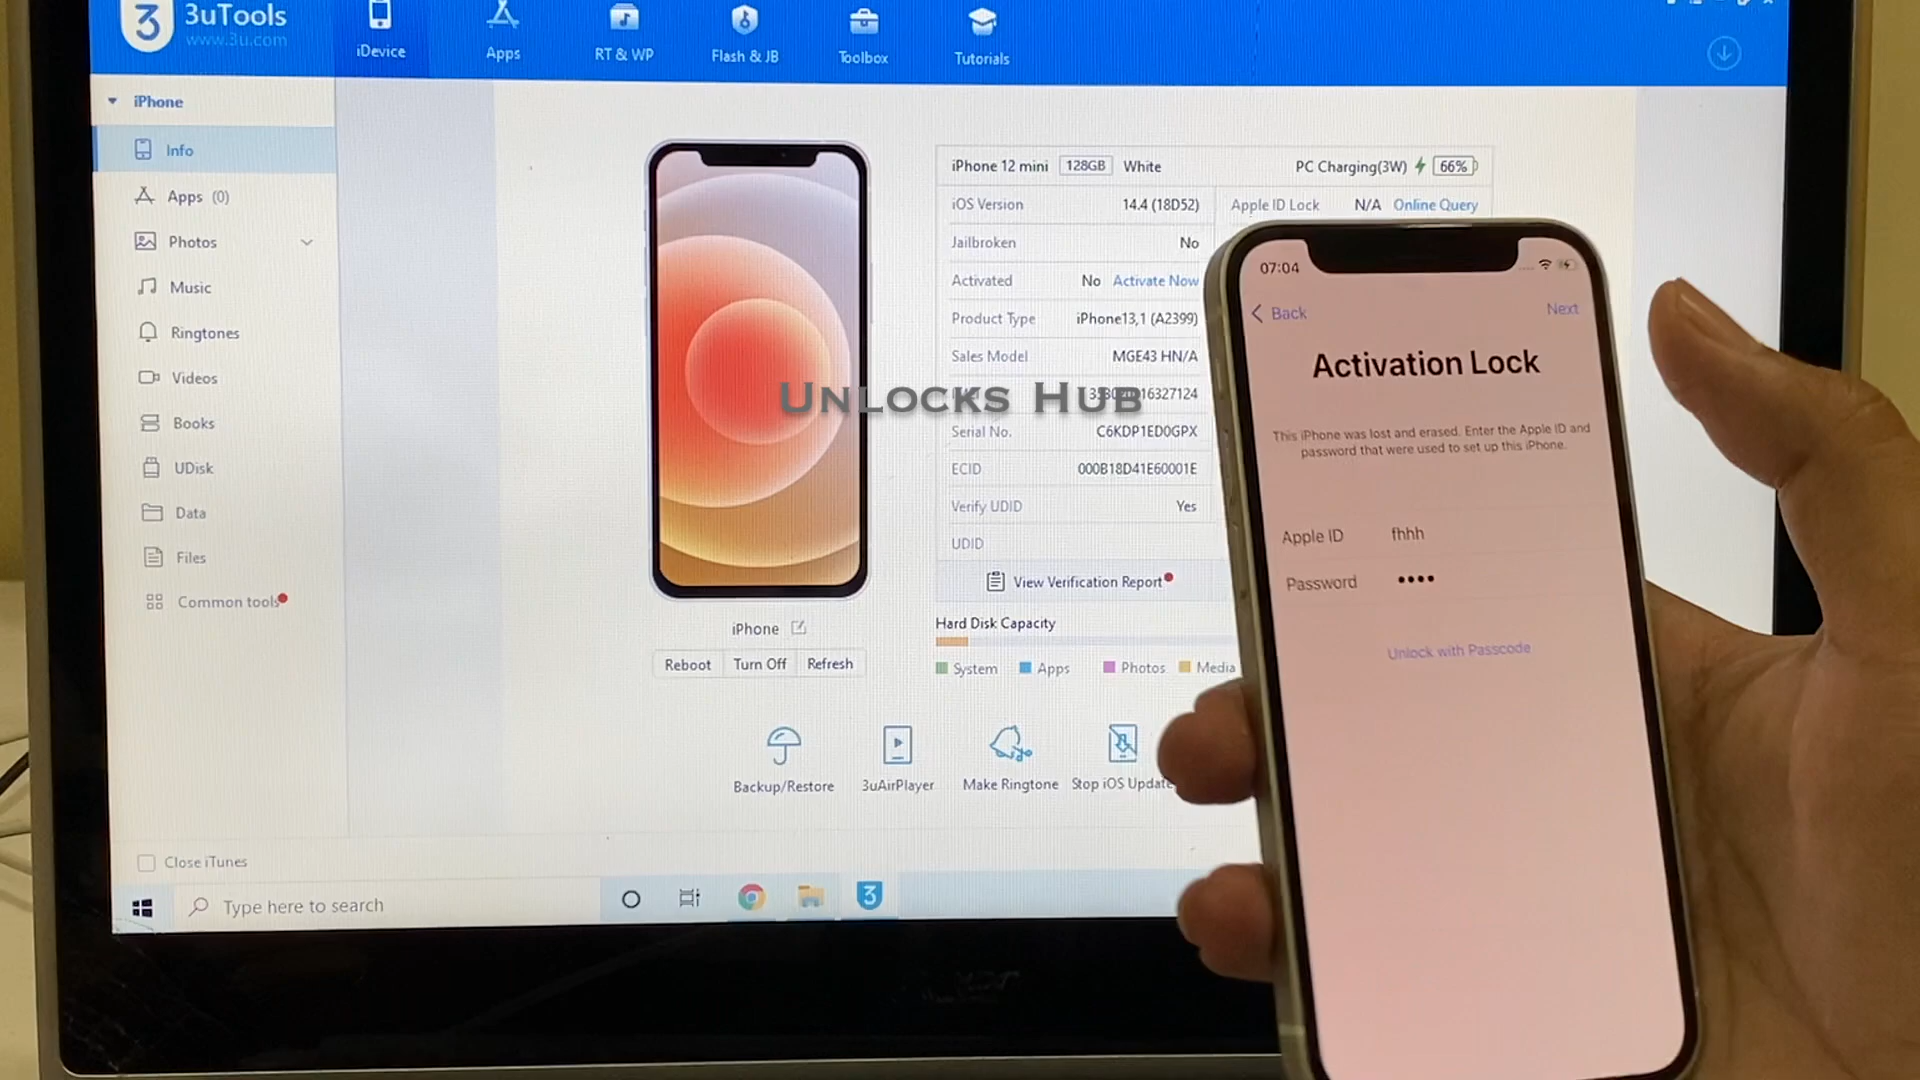 3uTools
www.3u.com
iDevice
Apps
RT & WP
Flash & JB
Toolbox
Tutorials
iPhone
Info
Apps (0)
Photos
Music
Ringtones
Videos
Books
UDisk
Data
Files
Common tools
Close iTunes
iPhone
Reboot Turn Off Refresh
iPhone 12 mini 128GB White PC Charging(3W) 66%
iOS Version 14.4 (18D52) Apple ID Lock N/A Online Query
Jailbroken No
Activated No Activate Now
Product Type iPhone13,1 (A2399)
Sales Model MGE43 HN/A
UNLOCKS HUB
16327124
Serial No. C6KDP1ED0GPX
ECID 000B18D41E60001E
Verify UDID Yes
UDID
View Verification Report
Hard Disk Capacity
System Apps Photos Media
Backup/Restore 3uAirPlayer Make Ringtone Stop iOS Update
Type here to search
07:04
Back Next
Activation Lock
This iPhone was lost and erased. Enter the Apple ID and
password that were used to set up this iPhone.
Apple ID fhhh
Password ••••
Unlock with Passcode